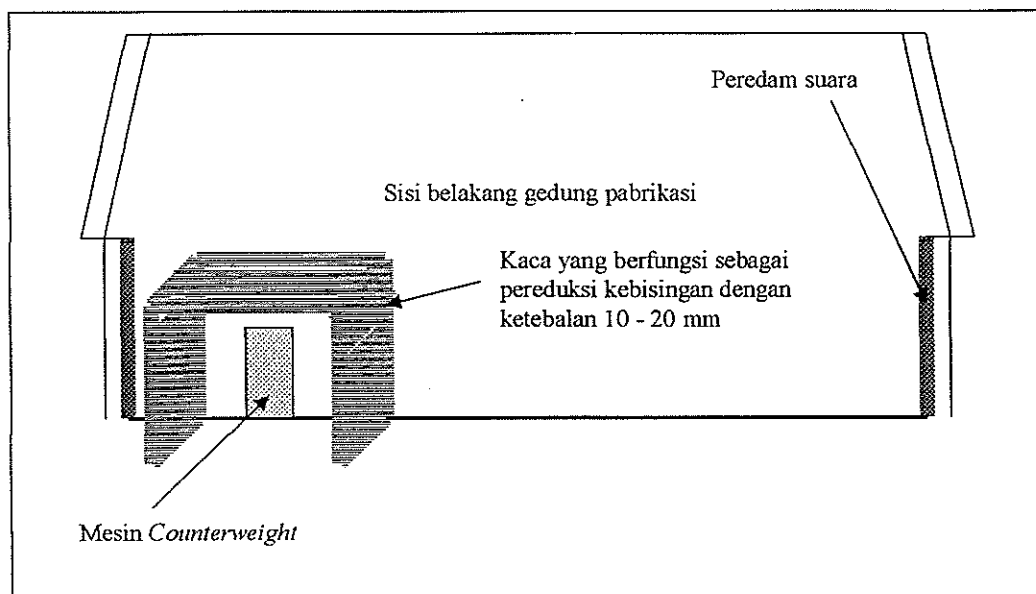 Peredam suara
Sisi belakang gedung pabrikasi
Kaca yang berfungsi sebagai
pereduksi kebisingan dengan
ketebalan 10 - 20 mm
Mesin Counterweight